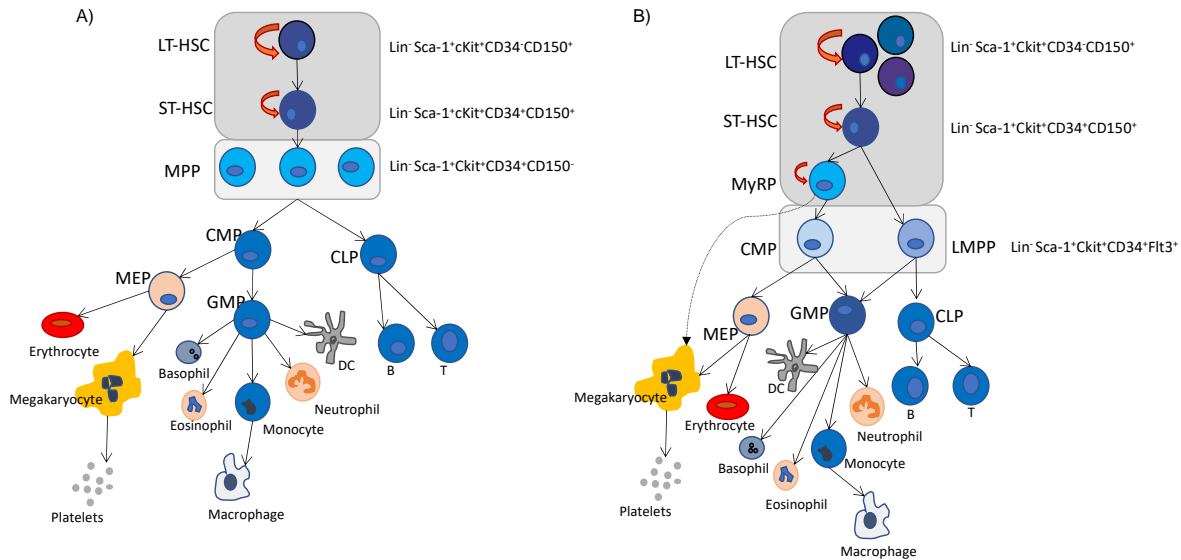 A)
LT-HSC
Lin⁻ Sca-1⁺cKit⁺CD34⁻CD150⁺
ST-HSC
Lin⁻ Sca-1⁺cKit⁺CD34⁺CD150⁺
MPP
Lin⁻ Sca-1⁺Ckit⁺CD34⁺CD150⁻
CMP
CLP
MEP
GMP
Erythrocyte
Basophil
DC
B
T
Megakaryocyte
Eosinophil
Monocyte
Neutrophil
Platelets
Macrophage
B)
LT-HSC
Lin⁻ Sca-1⁺Ckit⁺CD34⁻CD150⁺
ST-HSC
Lin⁻ Sca-1⁺Ckit⁺CD34⁺CD150⁺
MyRP
CMP
LMPP
Lin⁻ Sca-1⁺Ckit⁺CD34⁺Flt3⁺
MEP
GMP
CLP
Megakaryocyte
DC
Erythrocyte
B
T
Neutrophil
Basophil
Monocyte
Eosinophil
Platelets
Macrophage